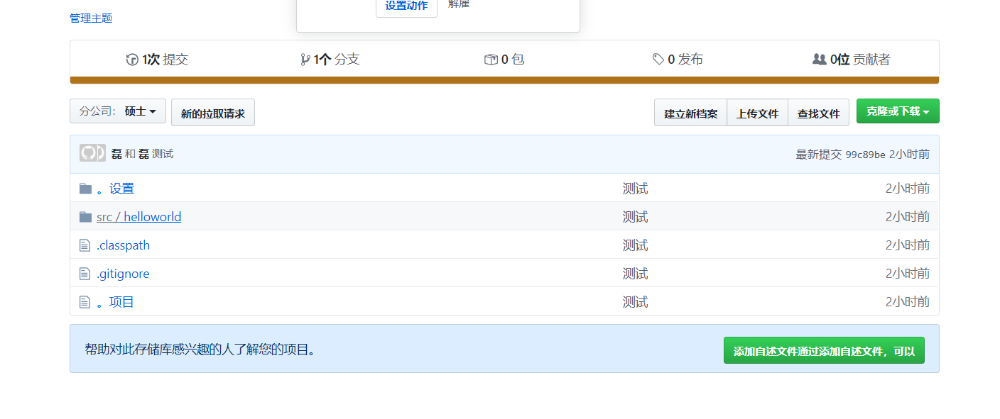 设置动作 解雇
管理主题
1次 提交 1个 分支 0 包 0 发布 0位 贡献者
分公司： 硕士 新的拉取请求 建立新档案 上传文件 查找文件 克隆或下载
磊 和 磊 测试 最新提交 99c89be 2小时前
。设置 测试 2小时前
src / helloworld 测试 2小时前
.classpath 测试 2小时前
.gitignore 测试 2小时前
。项目 测试 2小时前
帮助对此存储库感兴趣的人了解您的项目。 添加自述文件通过添加自述文件，可以